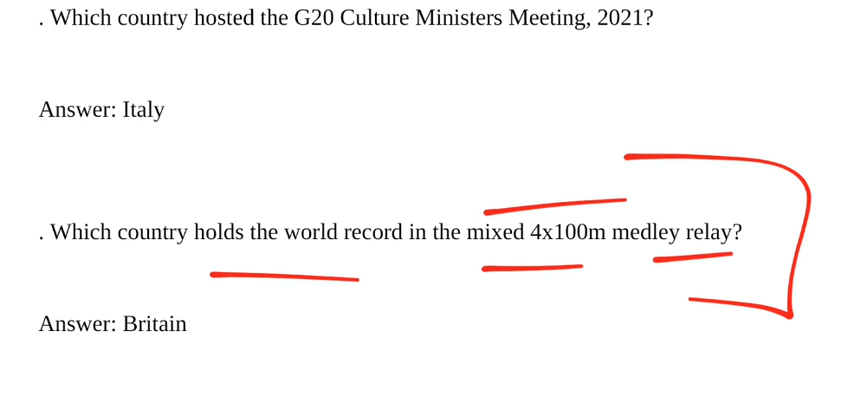 . Which country hosted the G20 Culture Ministers Meeting, 2021?
Answer: Italy
. Which country holds the world record in the mixed 4x100m medley relay?
Answer: Britain